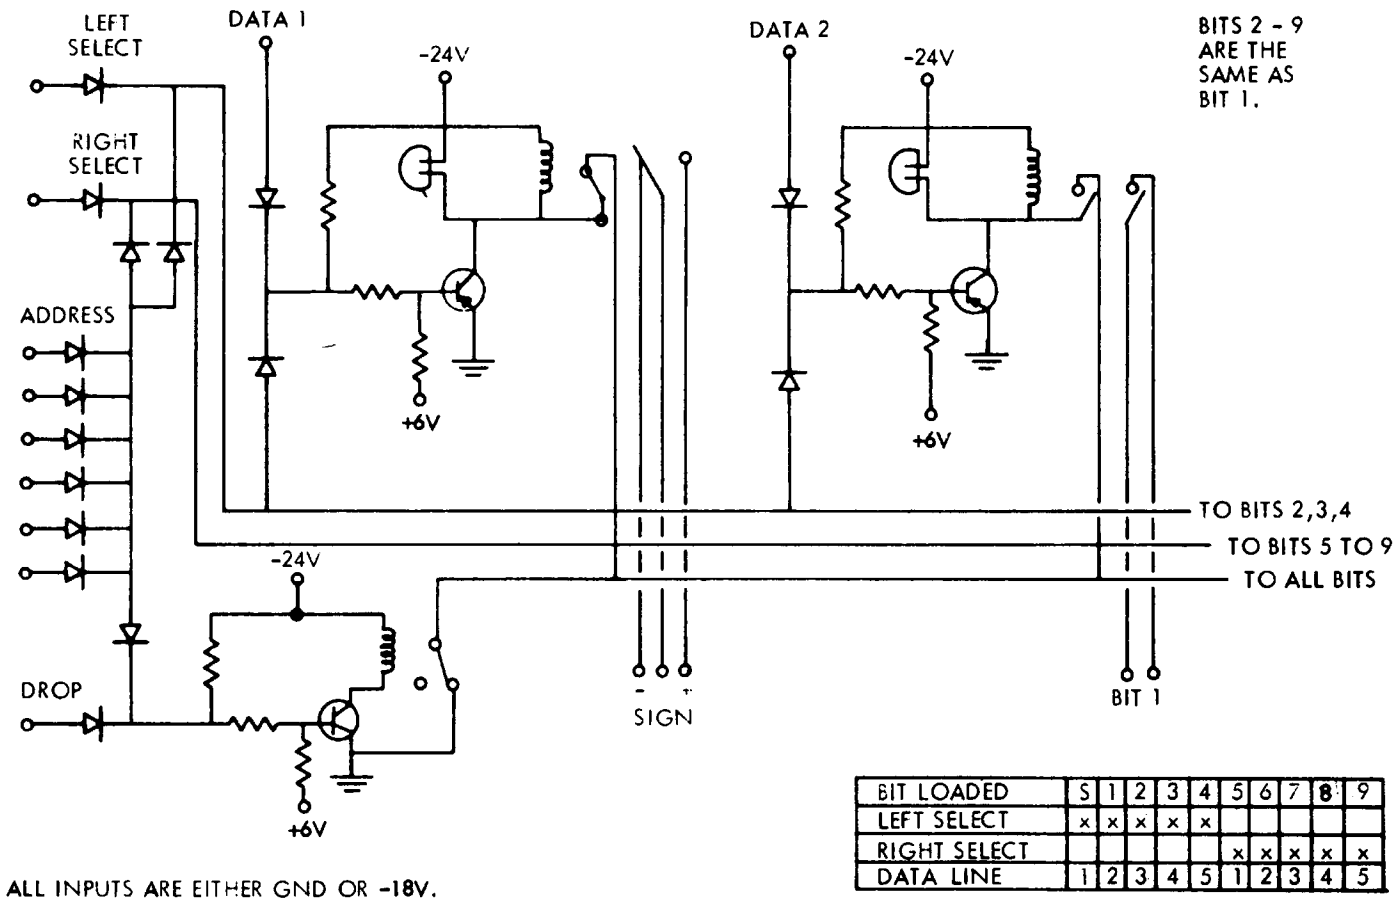 LEFT
SELECT
DATA 1
-24V
DATA 2
-24V
BITS 2 - 9
ARE THE
SAME AS
BIT 1.
RIGHT
SELECT
ADDRESS
+6V
+6V
TO BITS 2,3,4
TO BITS 5 TO 9
TO ALL BITS
-24V
DROP
- +
SIGN
BIT 1
+6V
BIT LOADED S 1 2 3 4 5 6 7 8 9
LEFT SELECT x x x x x
RIGHT SELECT x x x x x
DATA LINE 1 2 3 4 5 1 2 3 4 5
ALL INPUTS ARE EITHER GND OR -18V.